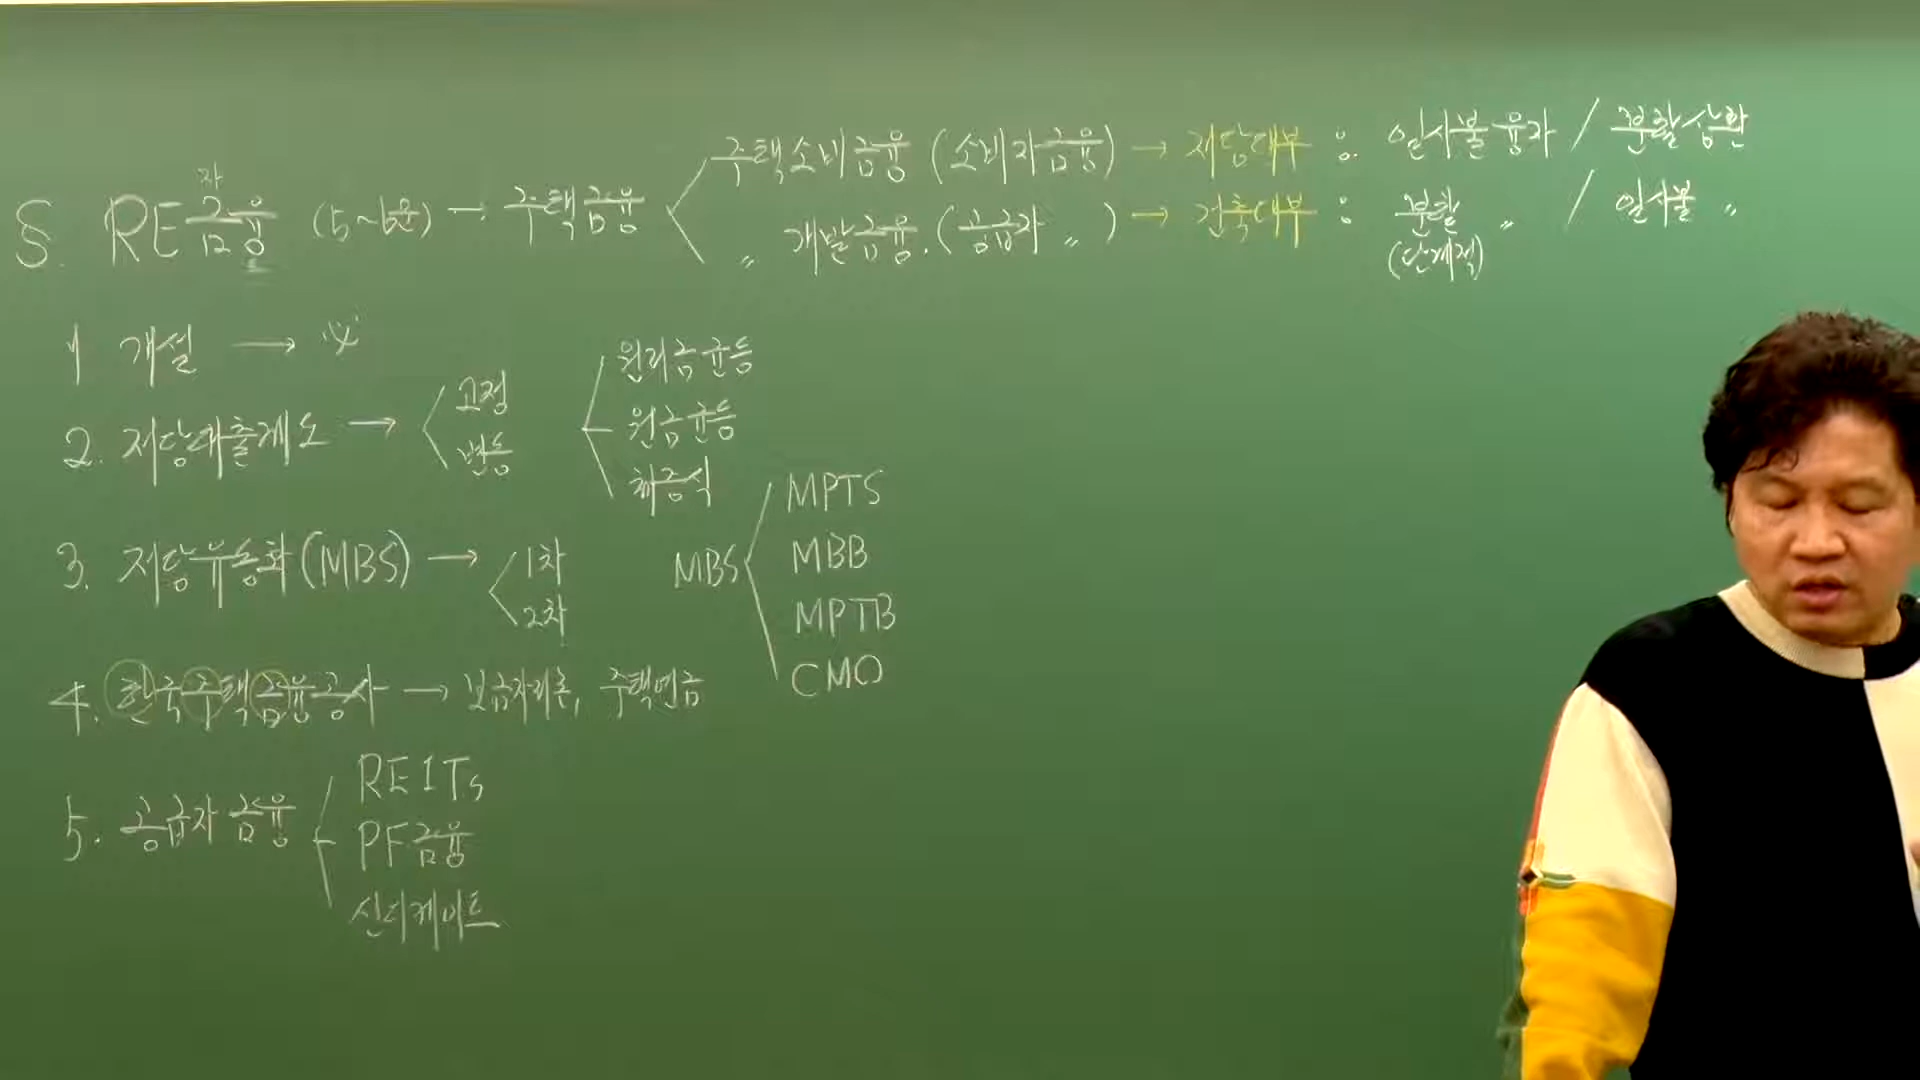 자
§. RE금융 (5~6문) → 주택금융
주택소비금융 (소비자금융) → 저당대부 : 일시불융자 / 분할상환
〃 개발금융. (공급자 〃 ) → 건축대부 : 분할 〃 / 일시불 〃
(단계적)
1 개설 →
2. 저당대출제도 → 고정 변동
원리금균등
원금균등
체증식
3. 저당유동화(MBS) → 1차 2차
MBS
MPTS
MBB
MPTB
CMO
4. 한국주택금융공사 → 보금자리론, 주택연금
5. 공급자 금융
REITs
PF금융
신디케이트